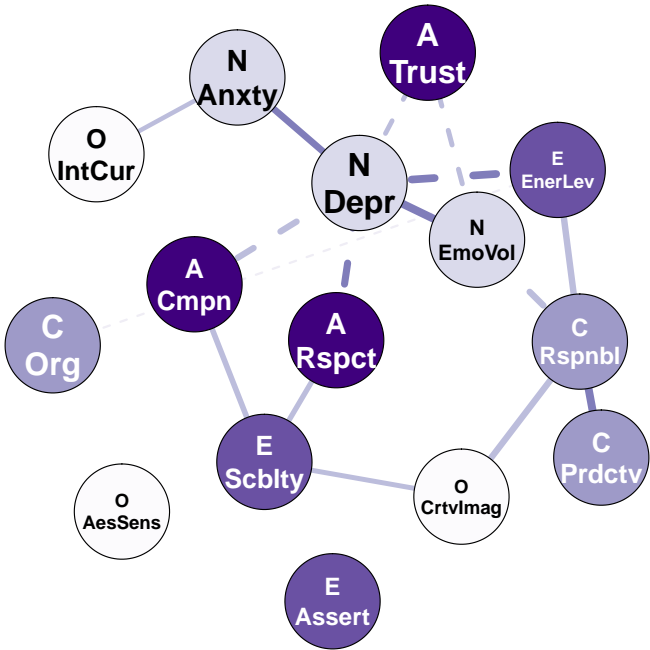 A
Trust
N
Anxty
O
IntCur
N
Depr
E
EnerLev
N
EmoVol
A
Cmpn
C
Org
A
Rspct
C
Rspnbl
E
Scblty
C
Prdctv
O
CrtvImag
O
AesSens
E
Assert